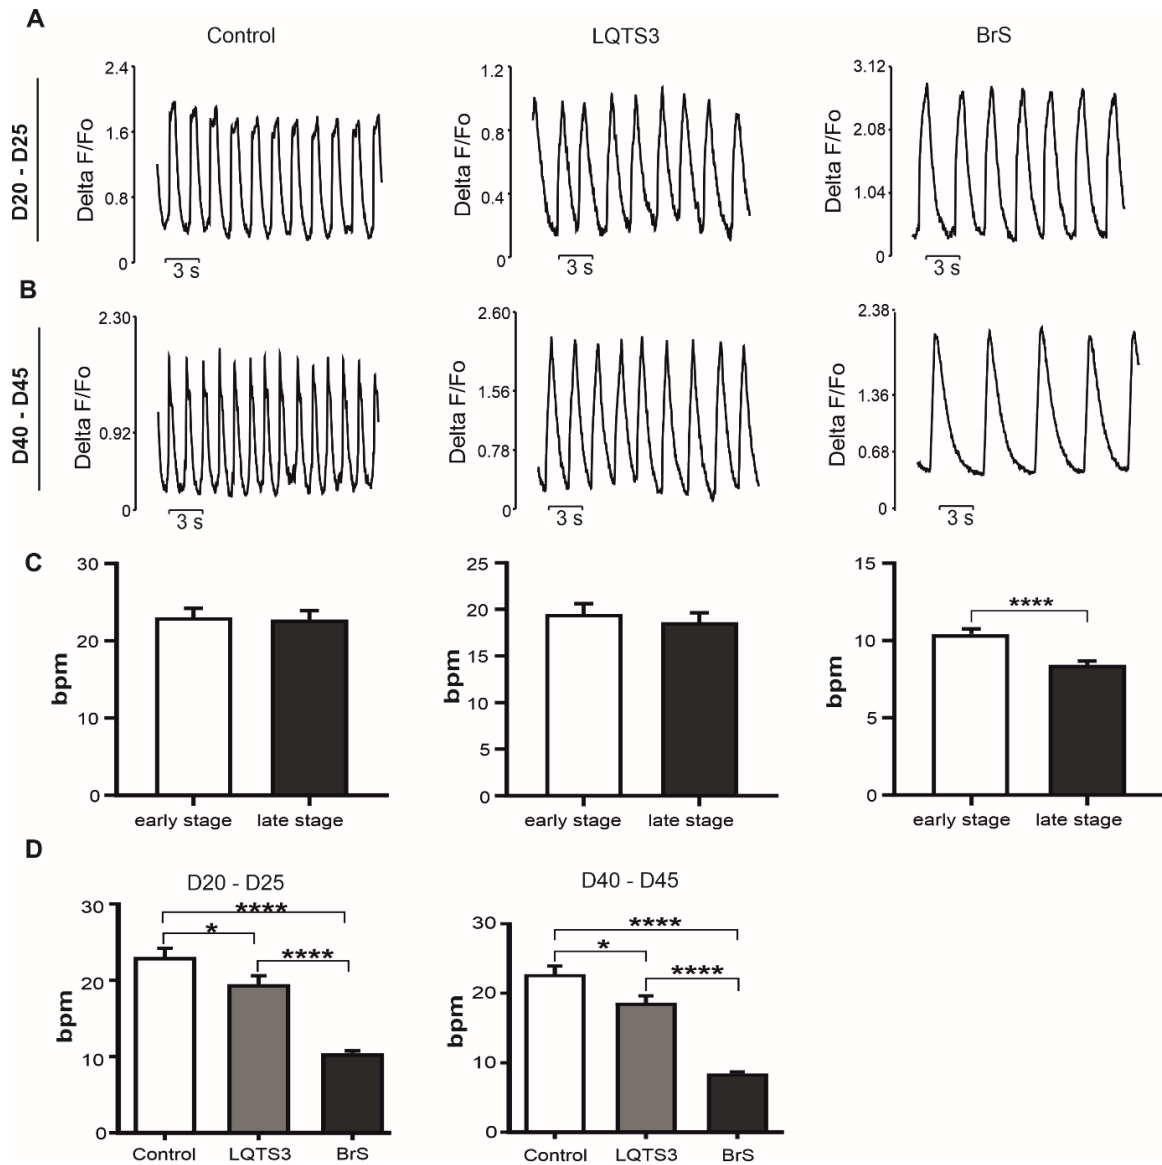 A
Control
LQTS3
BrS
D20 - D25
Delta F/Fo
2.4
1.6
0.8
0
3 s
Delta F/Fo
1.2
0.8
0.4
0
3 s
Delta F/Fo
3.12
2.08
1.04
0
3 s
B
D40 - D45
Delta F/Fo
2.30
0.92
0
3 s
Delta F/Fo
2.60
1.56
0.78
0
3 s
Delta F/Fo
2.38
1.36
0.68
0
3 s
C
bpm
30
20
10
0
early stage late stage
bpm
25
20
15
10
5
0
early stage late stage
bpm
15
10
5
0
****
early stage late stage
D
D20 - D25
bpm
30
20
10
0
****
*
****
Control LQTS3 BrS
D40 - D45
bpm
30
20
10
0
****
*
****
Control LQTS3 BrS